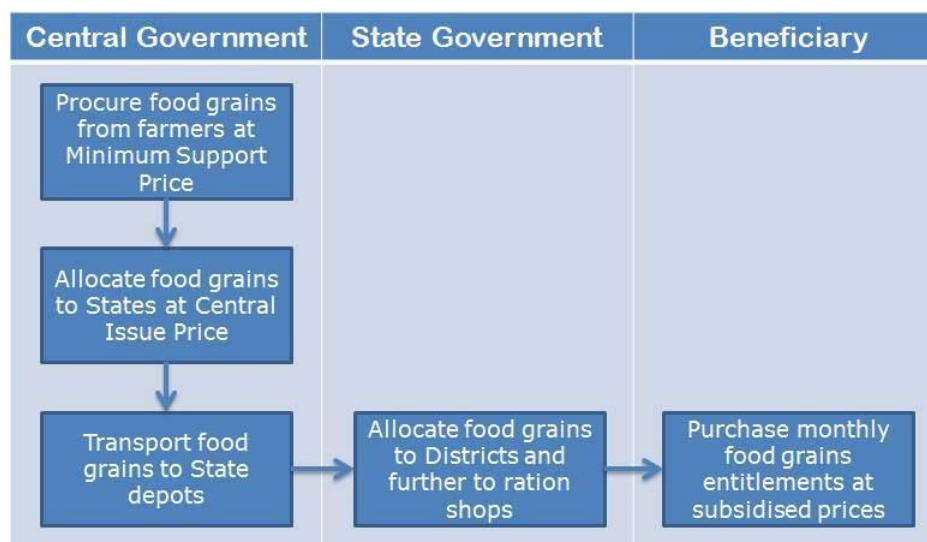 Central Government
State Government
Beneficiary
Procure food grains
from farmers at
Minimum Support
Price
Allocate food grains
to States at Central
Issue Price
Transport food
grains to State
depots
Allocate food grains
to Districts and
further to ration
shops
Purchase monthly
food grains
entitlements at
subsidised prices